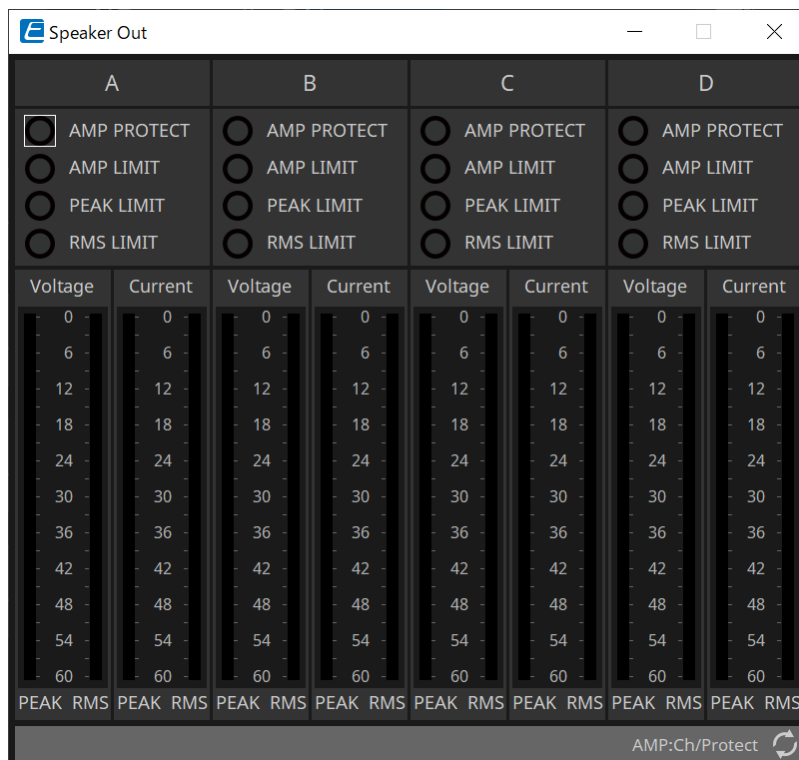 Speaker Out
A B C D
AMP PROTECT AMP PROTECT AMP PROTECT AMP PROTECT
AMP LIMIT AMP LIMIT AMP LIMIT AMP LIMIT
PEAK LIMIT PEAK LIMIT PEAK LIMIT PEAK LIMIT
RMS LIMIT RMS LIMIT RMS LIMIT RMS LIMIT
Voltage Current Voltage Current Voltage Current Voltage Current
0 0 0 0 0 0 0 0
6 6 6 6 6 6 6 6
12 12 12 12 12 12 12 12
18 18 18 18 18 18 18 18
24 24 24 24 24 24 24 24
30 30 30 30 30 30 30 30
36 36 36 36 36 36 36 36
42 42 42 42 42 42 42 42
48 48 48 48 48 48 48 48
54 54 54 54 54 54 54 54
60 60 60 60 60 60 60 60
PEAK RMS PEAK RMS PEAK RMS PEAK RMS PEAK RMS PEAK RMS PEAK RMS PEAK RMS
AMP:Ch/Protect